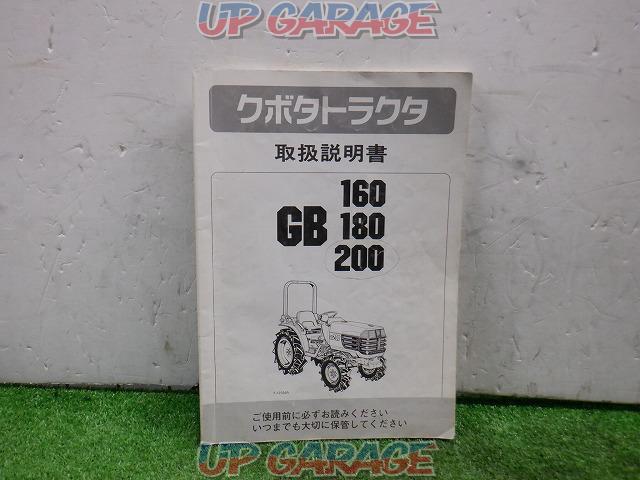 UP GARAGE
クボタトラクタ
取扱説明書
160
GB 180
200
ご使用前に必ずお読みください
いつまでも大切に保管してください
UP GARAGE